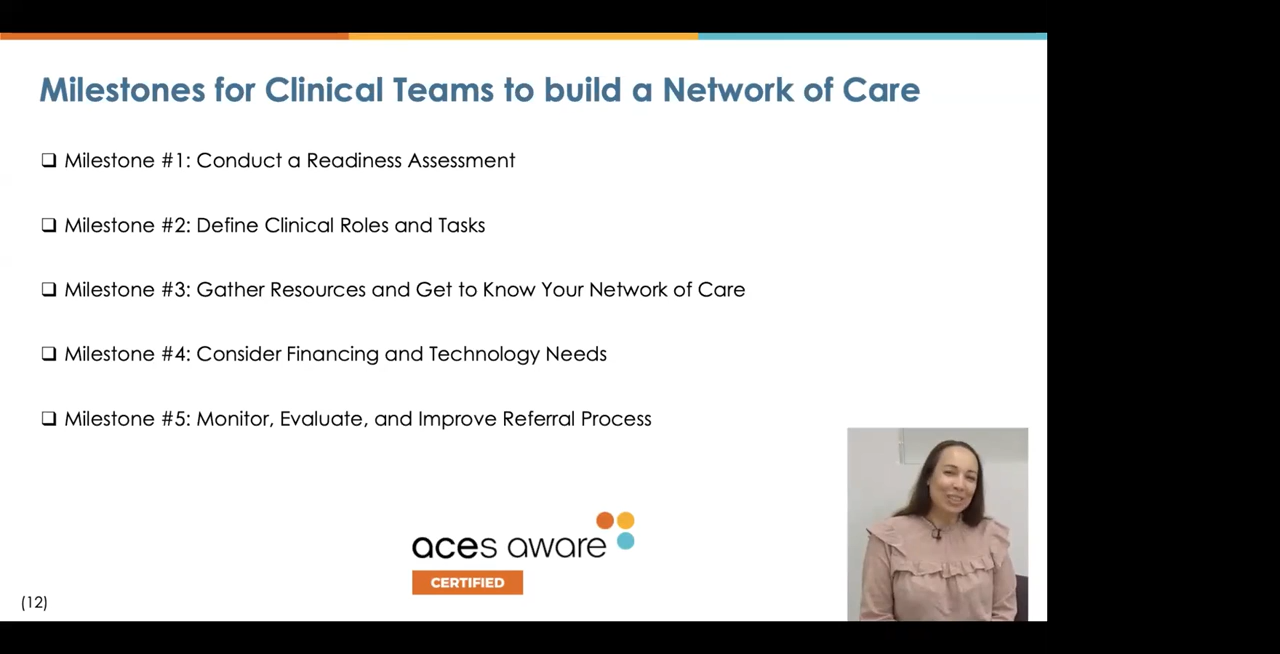 Milestones for Clinical Teams to build a Network of Care
❑ Milestone #1: Conduct a Readiness Assessment
❑ Milestone #2: Define Clinical Roles and Tasks
❑ Milestone #3: Gather Resources and Get to Know Your Network of Care
❑ Milestone #4: Consider Financing and Technology Needs
❑ Milestone #5: Monitor, Evaluate, and Improve Referral Process
aces aware
CERTIFIED
(12)